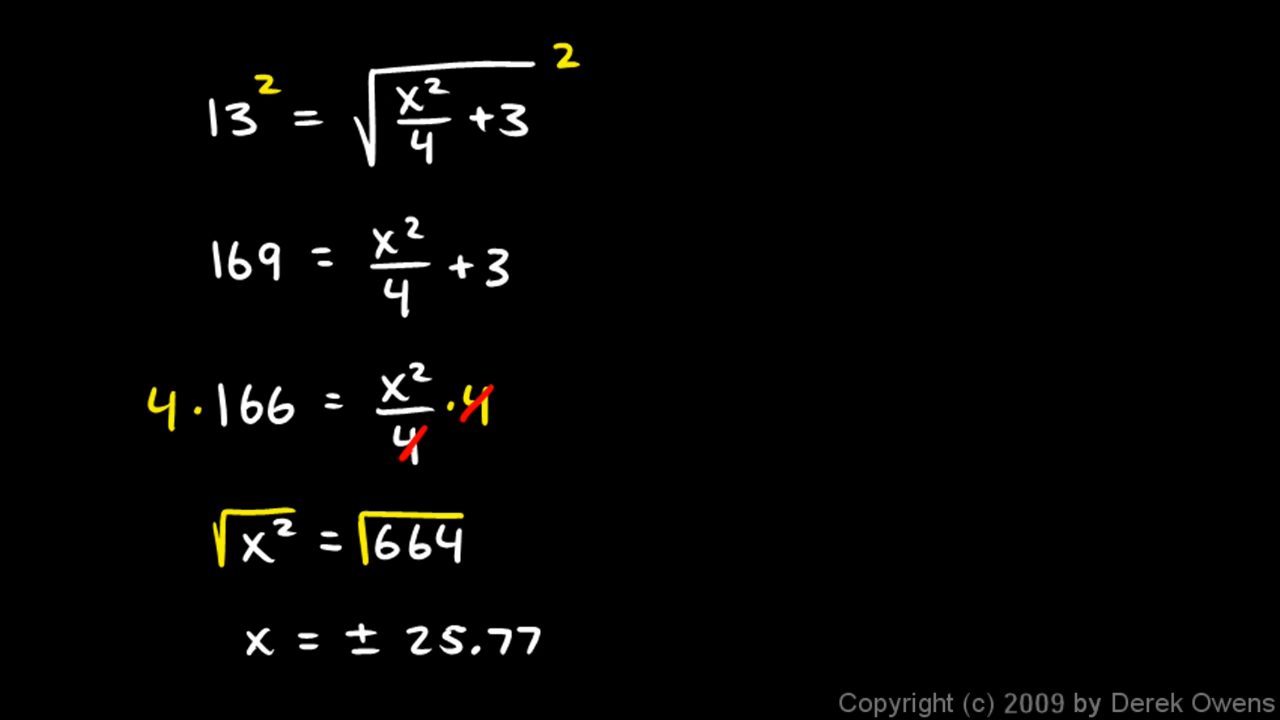 13² = √(x²/4 + 3)²
169 = x²/4 + 3
4 · 166 = x²/4 · 4
√x² = √664
x = ± 25.77
Copyright (c) 2009 by Derek Owens